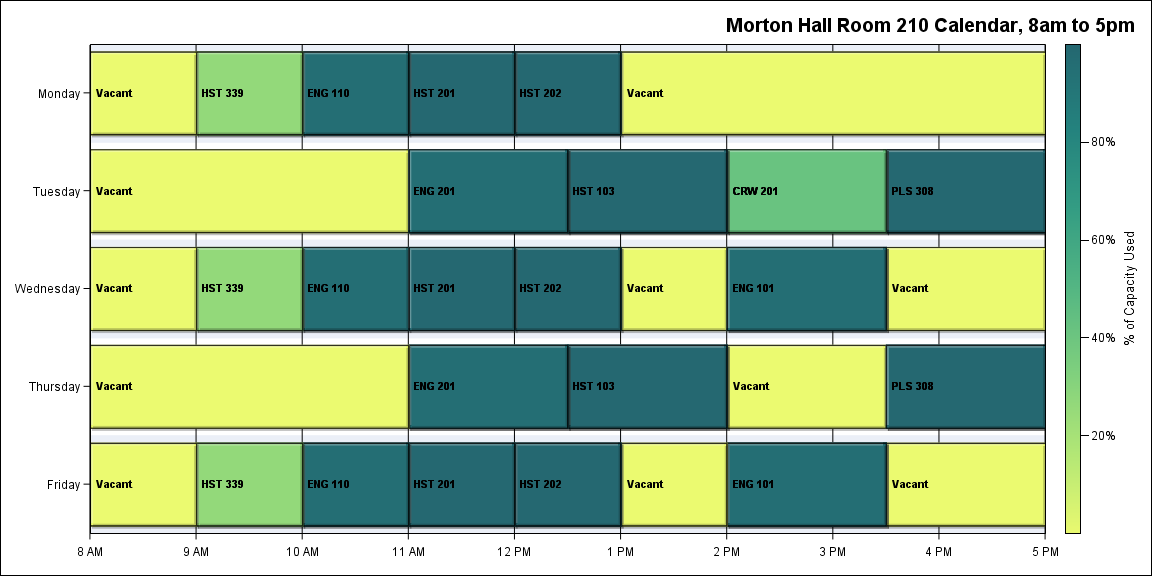 Morton Hall Room 210 Calendar, 8am to 5pm
Monday
Vacant
HST 339
ENG 110
HST 201
HST 202
Vacant
Tuesday
Vacant
ENG 201
HST 103
CRW 201
PLS 308
Wednesday
Vacant
HST 339
ENG 110
HST 201
HST 202
Vacant
ENG 101
Vacant
Thursday
Vacant
ENG 201
HST 103
Vacant
PLS 308
Friday
Vacant
HST 339
ENG 110
HST 201
HST 202
Vacant
ENG 101
Vacant
8 AM
9 AM
10 AM
11 AM
12 PM
1 PM
2 PM
3 PM
4 PM
5 PM
80%
60%
40%
20%
% of Capacity Used